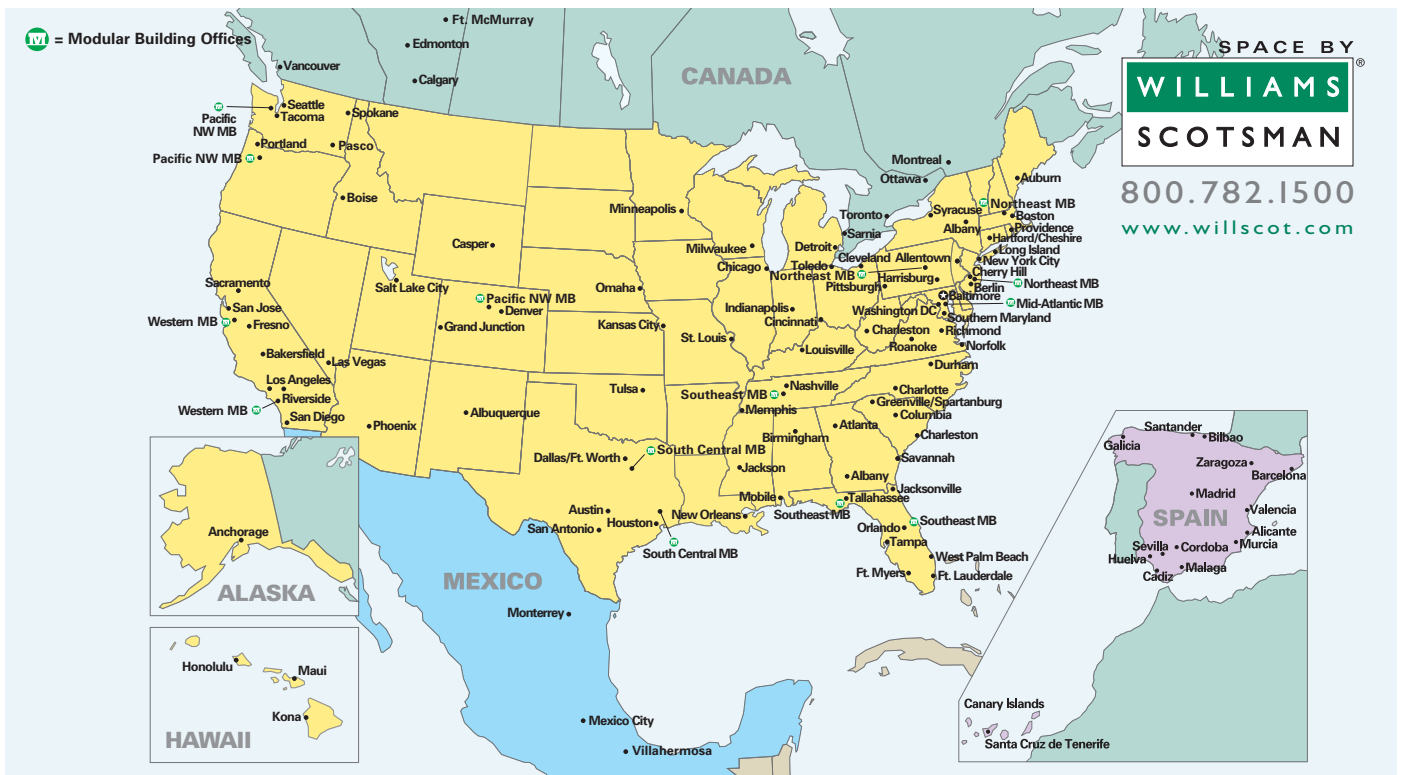 = Modular Building Offices
Ft. McMurray
Edmonton
Calgary
Vancouver
CANADA
SPACE BY
WILLIAMS
SCOTSMAN
®
800.782.1500
www.willscot.com
Seattle
Tacoma
Spokane
Pacific
NW MB
Portland
Pasco
Pacific NW MB
Boise
Montreal
Ottawa
Auburn
Minneapolis
Toronto
Syracuse
Northeast MB
Boston
Albany
Providence
Sarnia
Hartford/Cheshire
Casper
Milwaukee
Detroit
Long Island
Cleveland
Allentown
New York City
Chicago
Toledo
Northeast MB
Harrisburg
Cherry Hill
Pittsburgh
Berlin
Northeast MB
Sacramento
Salt Lake City
Omaha
Baltimore
Pacific NW MB
Denver
Mid-Atlantic MB
San Jose
Indianapolis
Washington DC
Western MB
Fresno
Grand Junction
Kansas City
Cincinnati
Southern Maryland
St. Louis
Charleston
Richmond
Roanoke
Norfolk
Bakersfield
Las Vegas
Louisville
Durham
Los Angeles
Riverside
Tulsa
Nashville
Southeast MB
Charlotte
Greenville/Spartanburg
Western MB
San Diego
Phoenix
Albuquerque
Memphis
Columbia
Atlanta
Birmingham
Charleston
South Central MB
Dallas/Ft. Worth
Savannah
Jackson
Albany
Jacksonville
Mobile
Tallahassee
Austin
New Orleans
Southeast MB
Southeast MB
San Antonio
Houston
Orlando
South Central MB
Tampa
West Palm Beach
Ft. Myers
Ft. Lauderdale
MEXICO
Monterrey
Mexico City
Villahermosa
Anchorage
ALASKA
Honolulu
Maui
Kona
HAWAII
Santander
Bilbao
Galicia
Zaragoza
Barcelona
Madrid
SPAIN
Valencia
Alicante
Sevilla
Cordoba
Murcia
Huelva
Malaga
Cadiz
Canary Islands
Santa Cruz de Tenerife